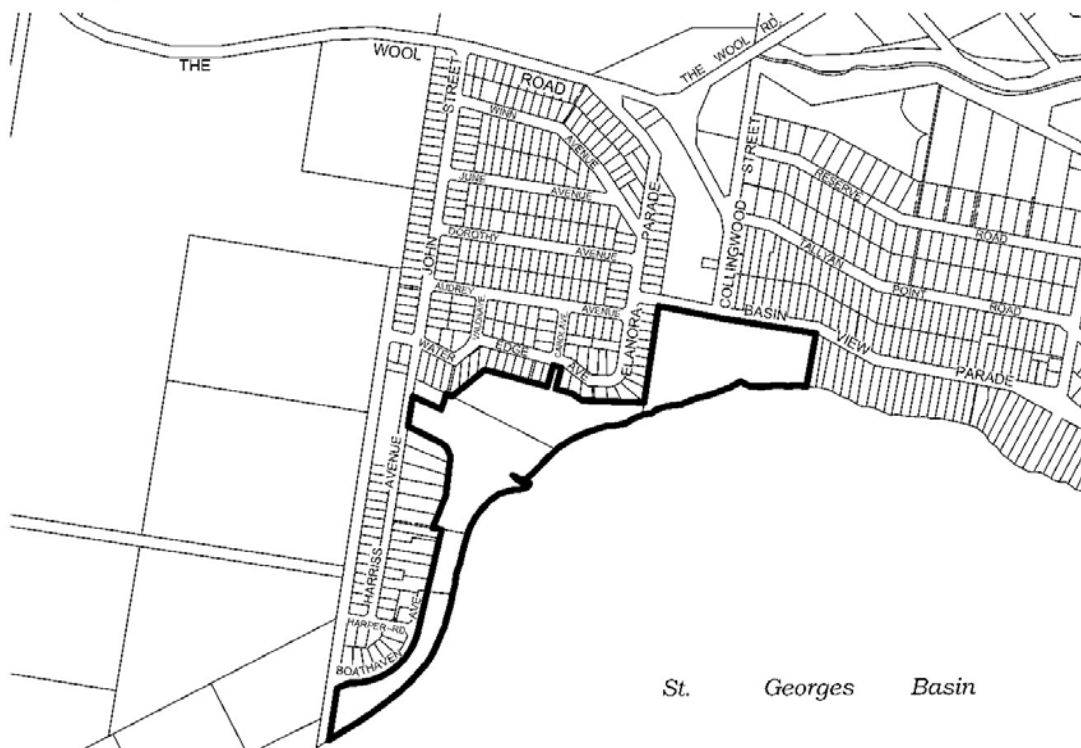 THE WOOL ROAD
THE WOOL RD.
JOHN STREET
WINN AVENUE
JUNE AVENUE
DOROTHY AVENUE
AUDREY AVENUE
ELANORA PARADE
COLLINGWOOD STREET
RESERVE ROAD
TALLYAN POINT ROAD
BASIN VIEW PARADE
WATER EDGE AVE
HARRISS AVENUE
HARPER RD
BOATHAVEN AVE
St. Georges Basin